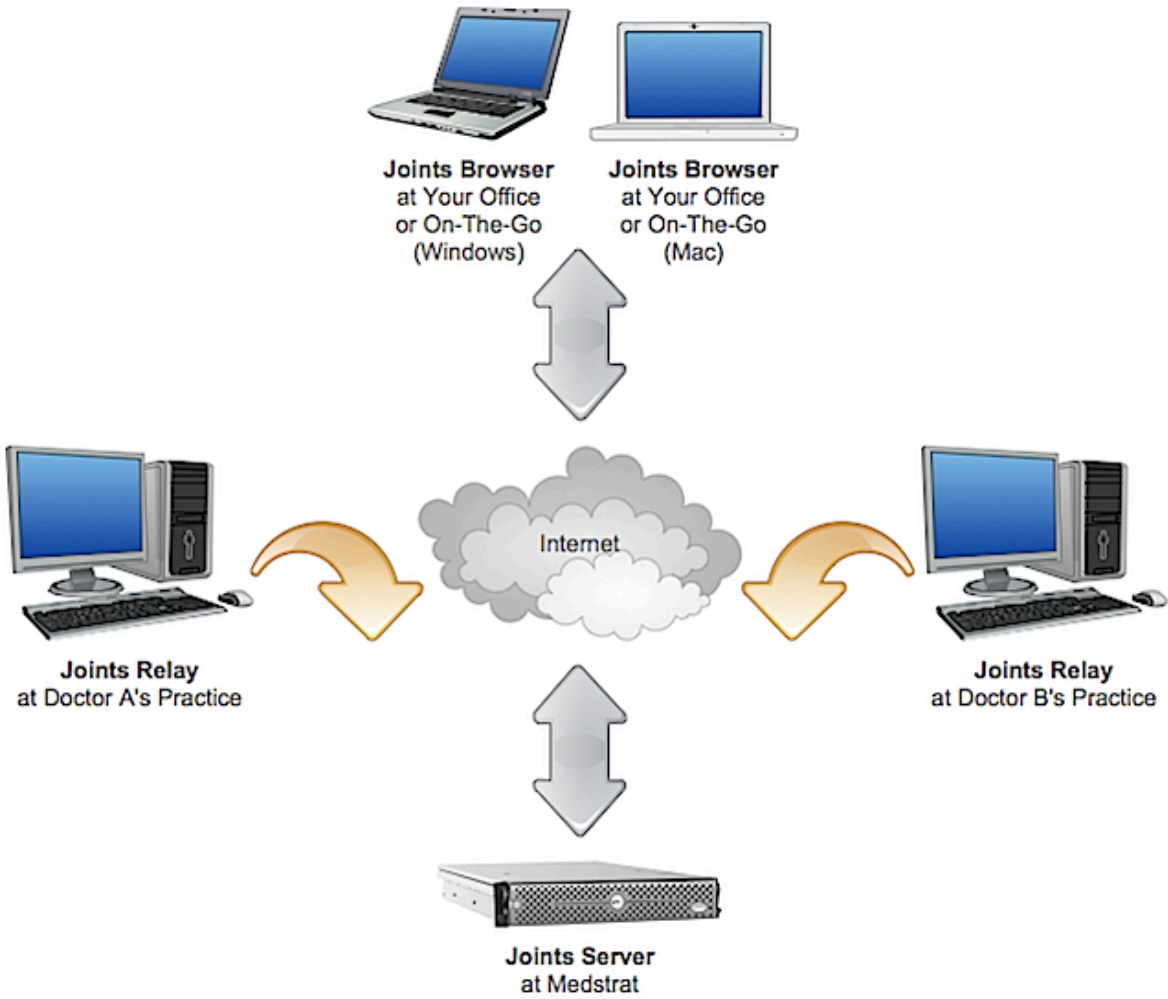 Joints Browser
at Your Office
or On-The-Go
(Windows)
Joints Browser
at Your Office
or On-The-Go
(Mac)
Internet
Joints Relay
at Doctor A's Practice
Joints Relay
at Doctor B's Practice
Joints Server
at Medstrat